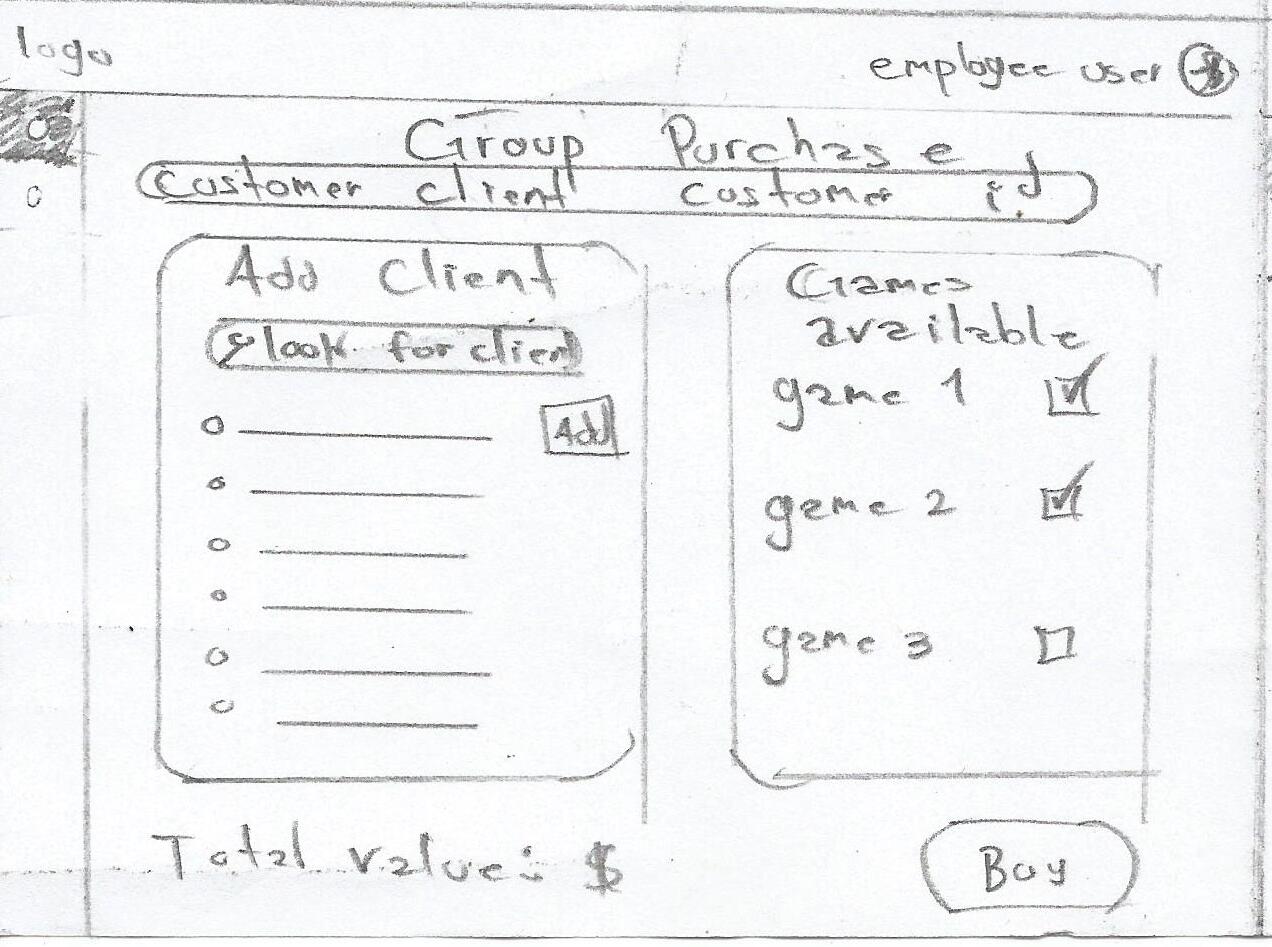 logo
employee user
Group Purchase
Customer client customer id
Add Client
look for client
Add
Games
available
game 1
game 2
game 3
Total value: $
Buy